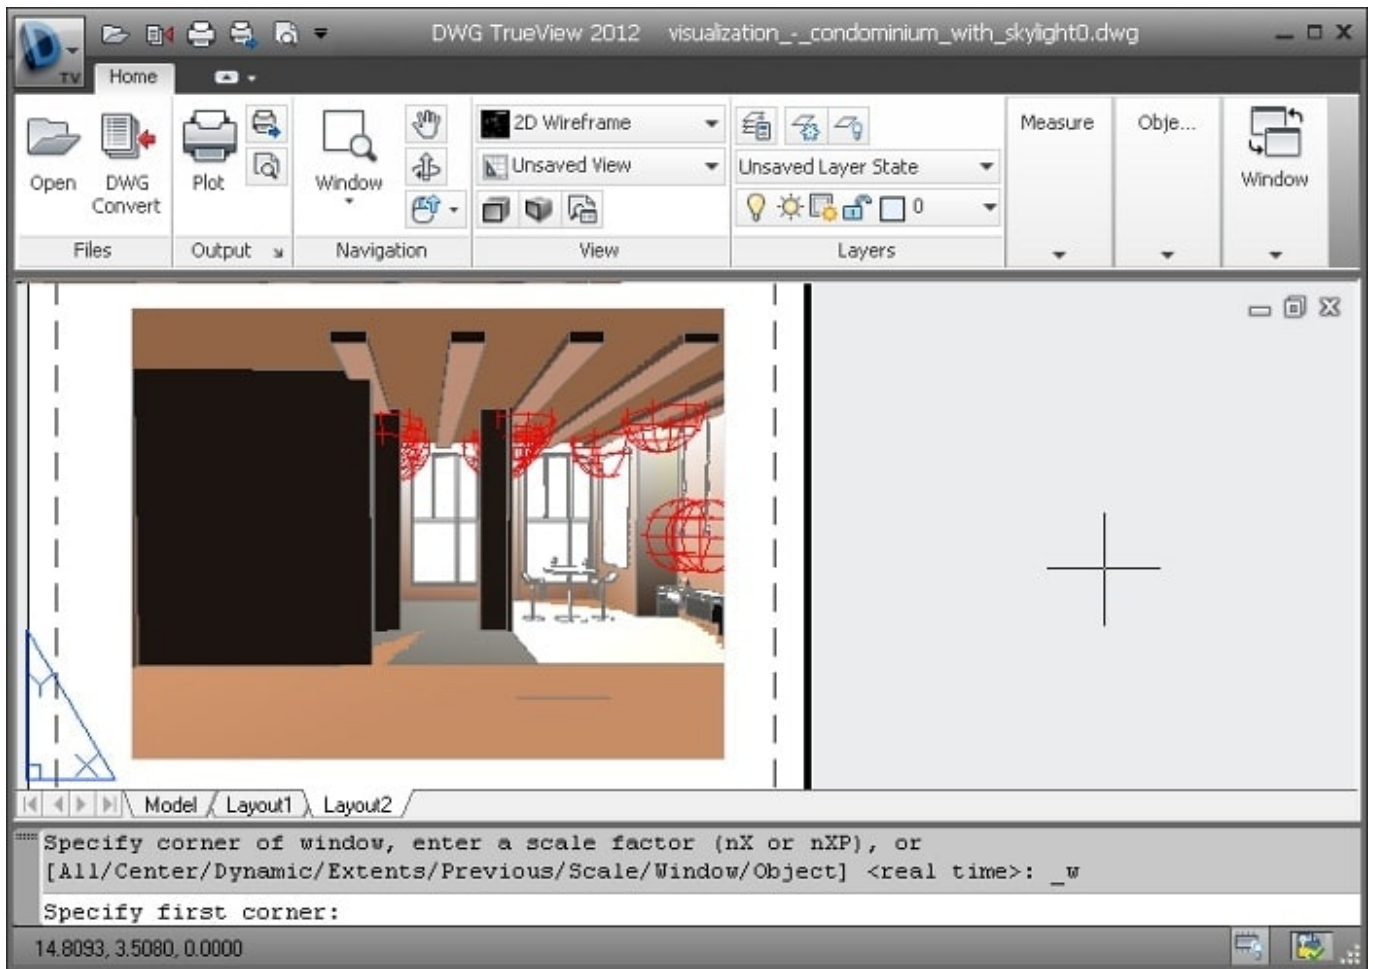 DWG TrueView 2012 visualization_-_condominium_with_skylight0.dwg
TV
Home
Open
DWG
Convert
Plot
Window
2D Wireframe
Unsaved View
Unsaved Layer State
0
Measure
Obje...
Window
Files
Output
Navigation
View
Layers
Y
X
Model
Layout1
Layout2
Specify corner of window, enter a scale factor (nX or nXP), or
[All/Center/Dynamic/Extents/Previous/Scale/Window/Object] <real time>: _w
Specify first corner:
14.8093, 3.5080, 0.0000